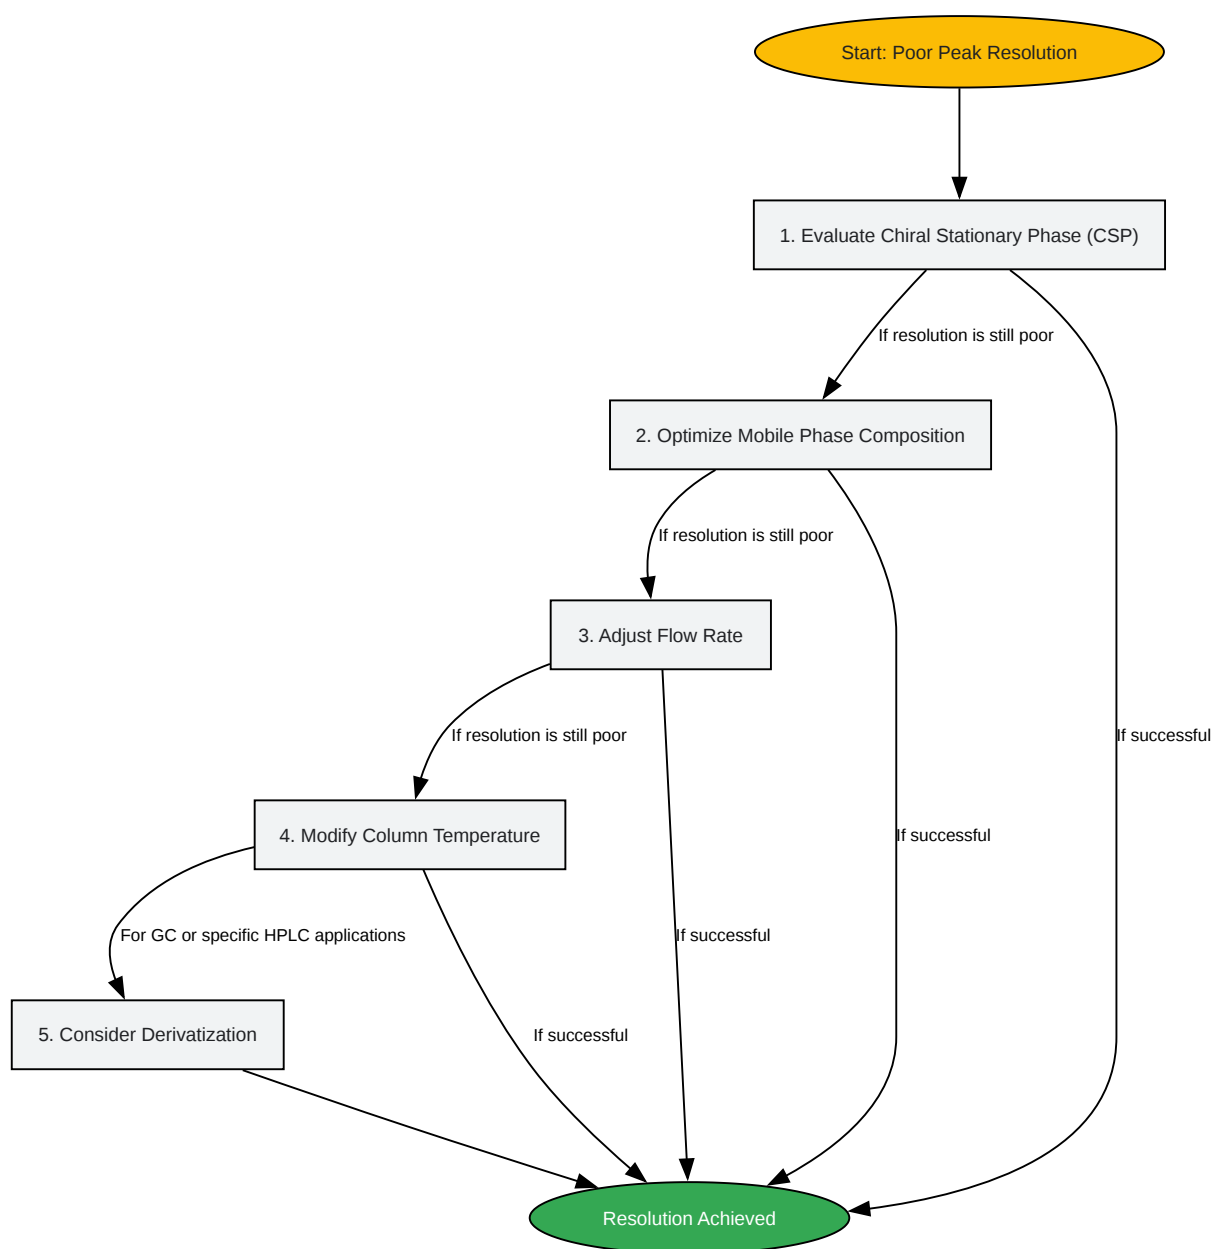 Start: Poor Peak Resolution
1. Evaluate Chiral Stationary Phase (CSP)
If resolution is still poor
2. Optimize Mobile Phase Composition
If resolution is still poor
3. Adjust Flow Rate
If resolution is still poor
If successful
4. Modify Column Temperature
If successful
For GC or specific HPLC applications
If successful
5. Consider Derivatization
If successful
Resolution Achieved